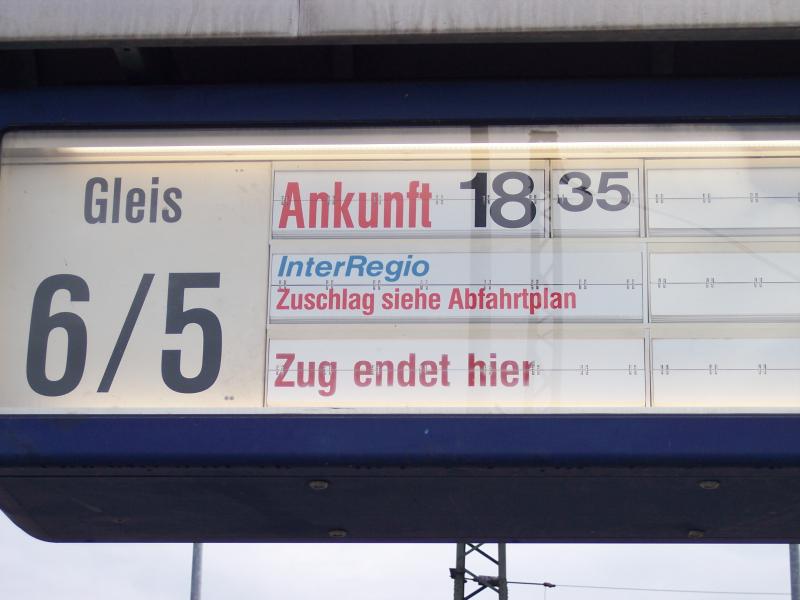 Gleis
6/5
Ankunft 18 35
InterRegio
Zuschlag siehe Abfahrtplan
Zug endet hier